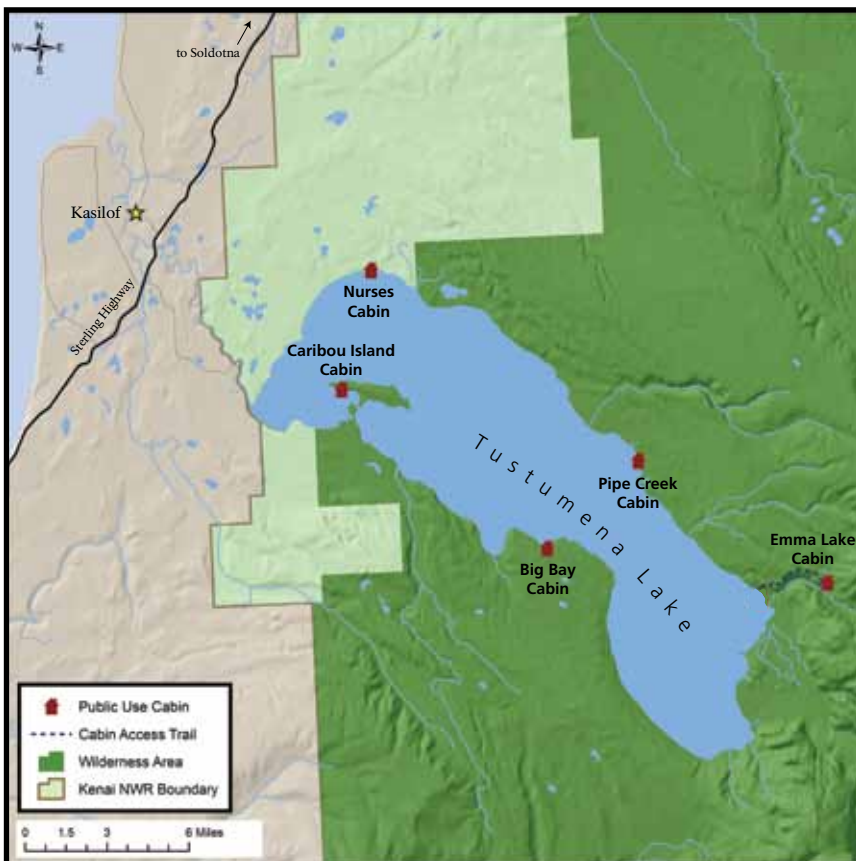 N
W E
S
to Soldotna
Kasilof
Sterling Highway
Nurses
Cabin
Caribou Island
Cabin
Tustumena Lake
Pipe Creek
Cabin
Emma Lake
Cabin
Big Bay
Cabin
Public Use Cabin
Cabin Access Trail
Wilderness Area
Kenai NWR Boundary
0 1.5 3 6 Miles